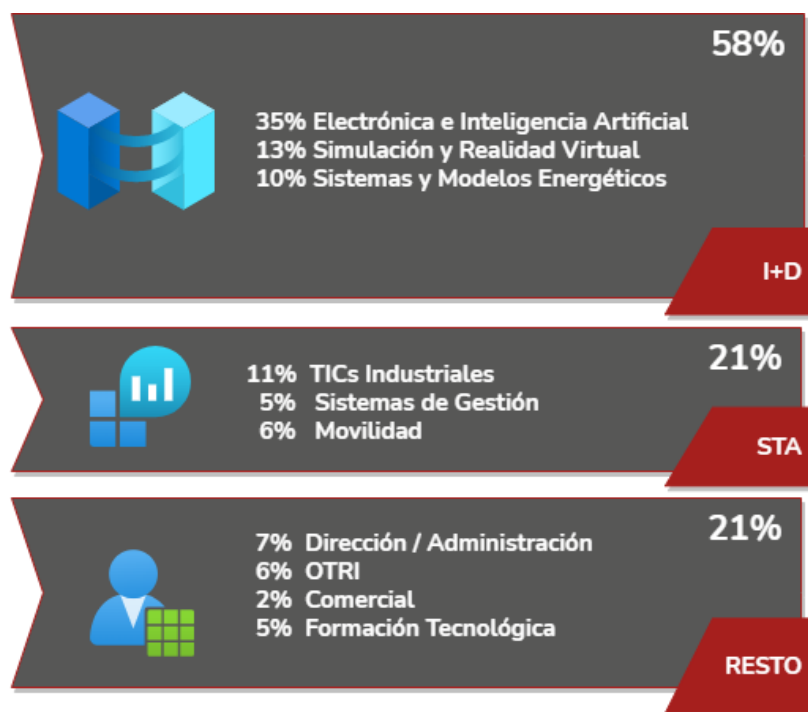 58%
35% Electrónica e Inteligencia Artificial
13% Simulación y Realidad Virtual
10% Sistemas y Modelos Energéticos
I+D
21%
11% TICs Industriales
5% Sistemas de Gestión
6% Movilidad
STA
21%
7% Dirección / Administración
6% OTRI
2% Comercial
5% Formación Tecnológica
RESTO